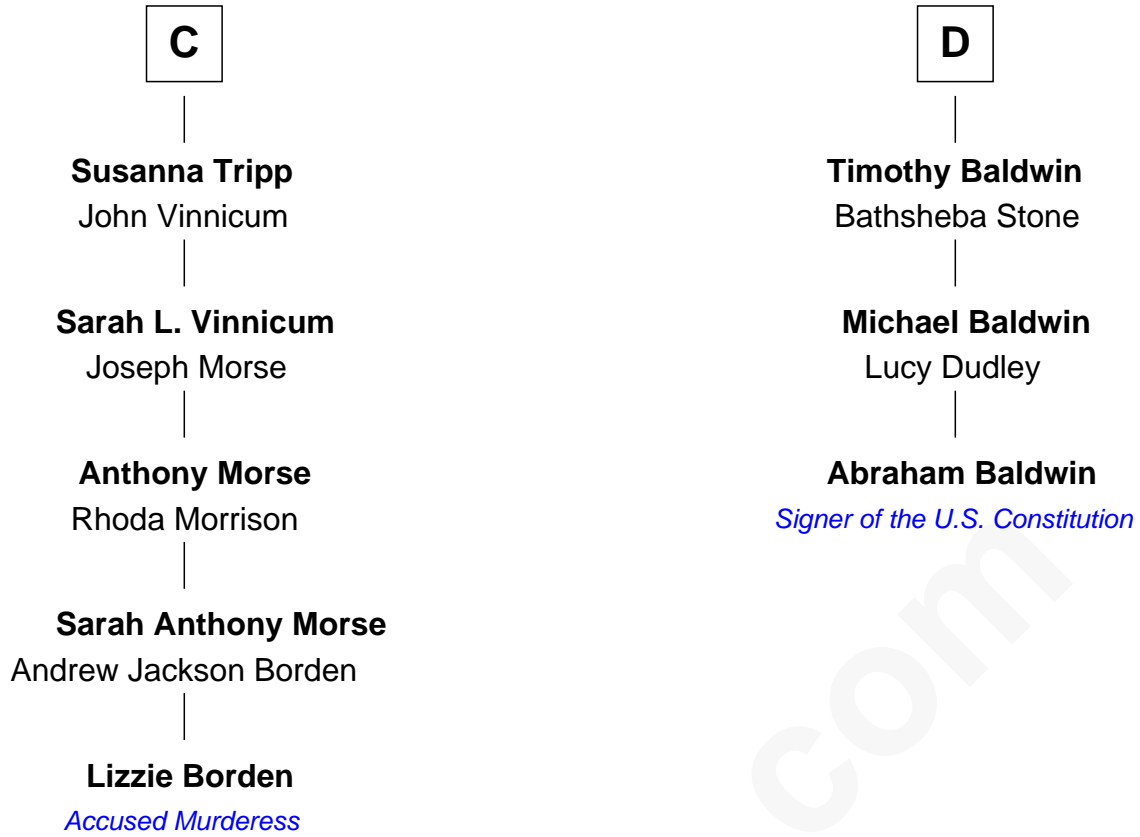 C
Susanna Tripp
John Vinnicum
Sarah L. Vinnicum
Joseph Morse
Anthony Morse
Rhoda Morrison
Sarah Anthony Morse
Andrew Jackson Borden
Lizzie Borden
Accused Murderess
D
Timothy Baldwin
Bathsheba Stone
Michael Baldwin
Lucy Dudley
Abraham Baldwin
Signer of the U.S. Constitution
com